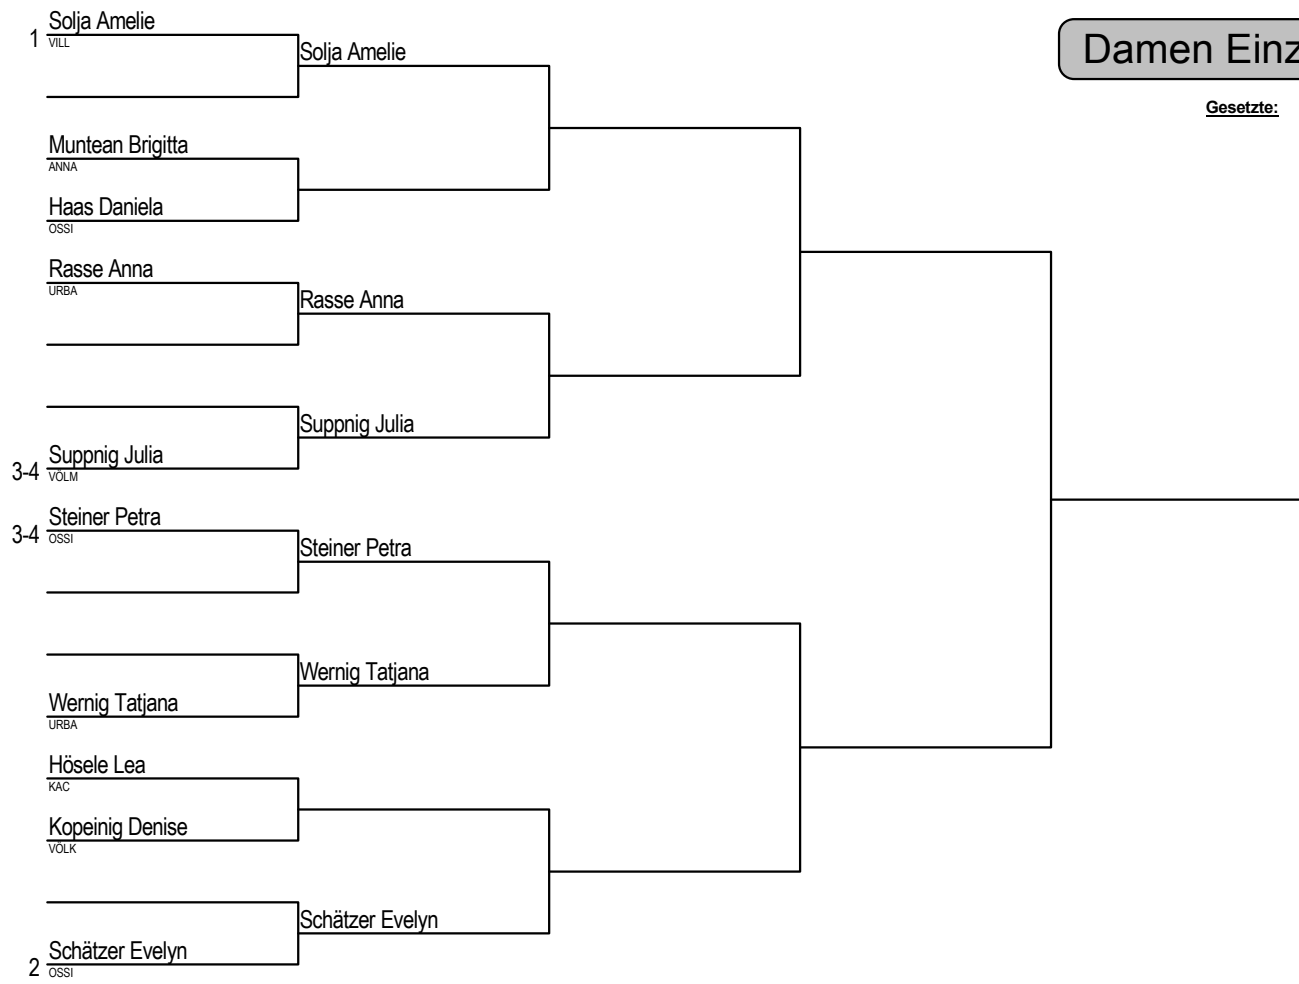 Solja Amelie
1
VILL
Solja Amelie
Damen Einz
Gesetzte:
Muntean Brigitta
ANNA
Haas Daniela
OSSI
Rasse Anna
URBA
Rasse Anna
Suppnig Julia
Suppnig Julia
3-4
VÖLM
Steiner Petra
3-4
OSSI
Steiner Petra
Wernig Tatjana
Wernig Tatjana
URBA
Hösele Lea
KAC
Kopeinig Denise
VÖLK
Schätzer Evelyn
Schätzer Evelyn
2
OSSI